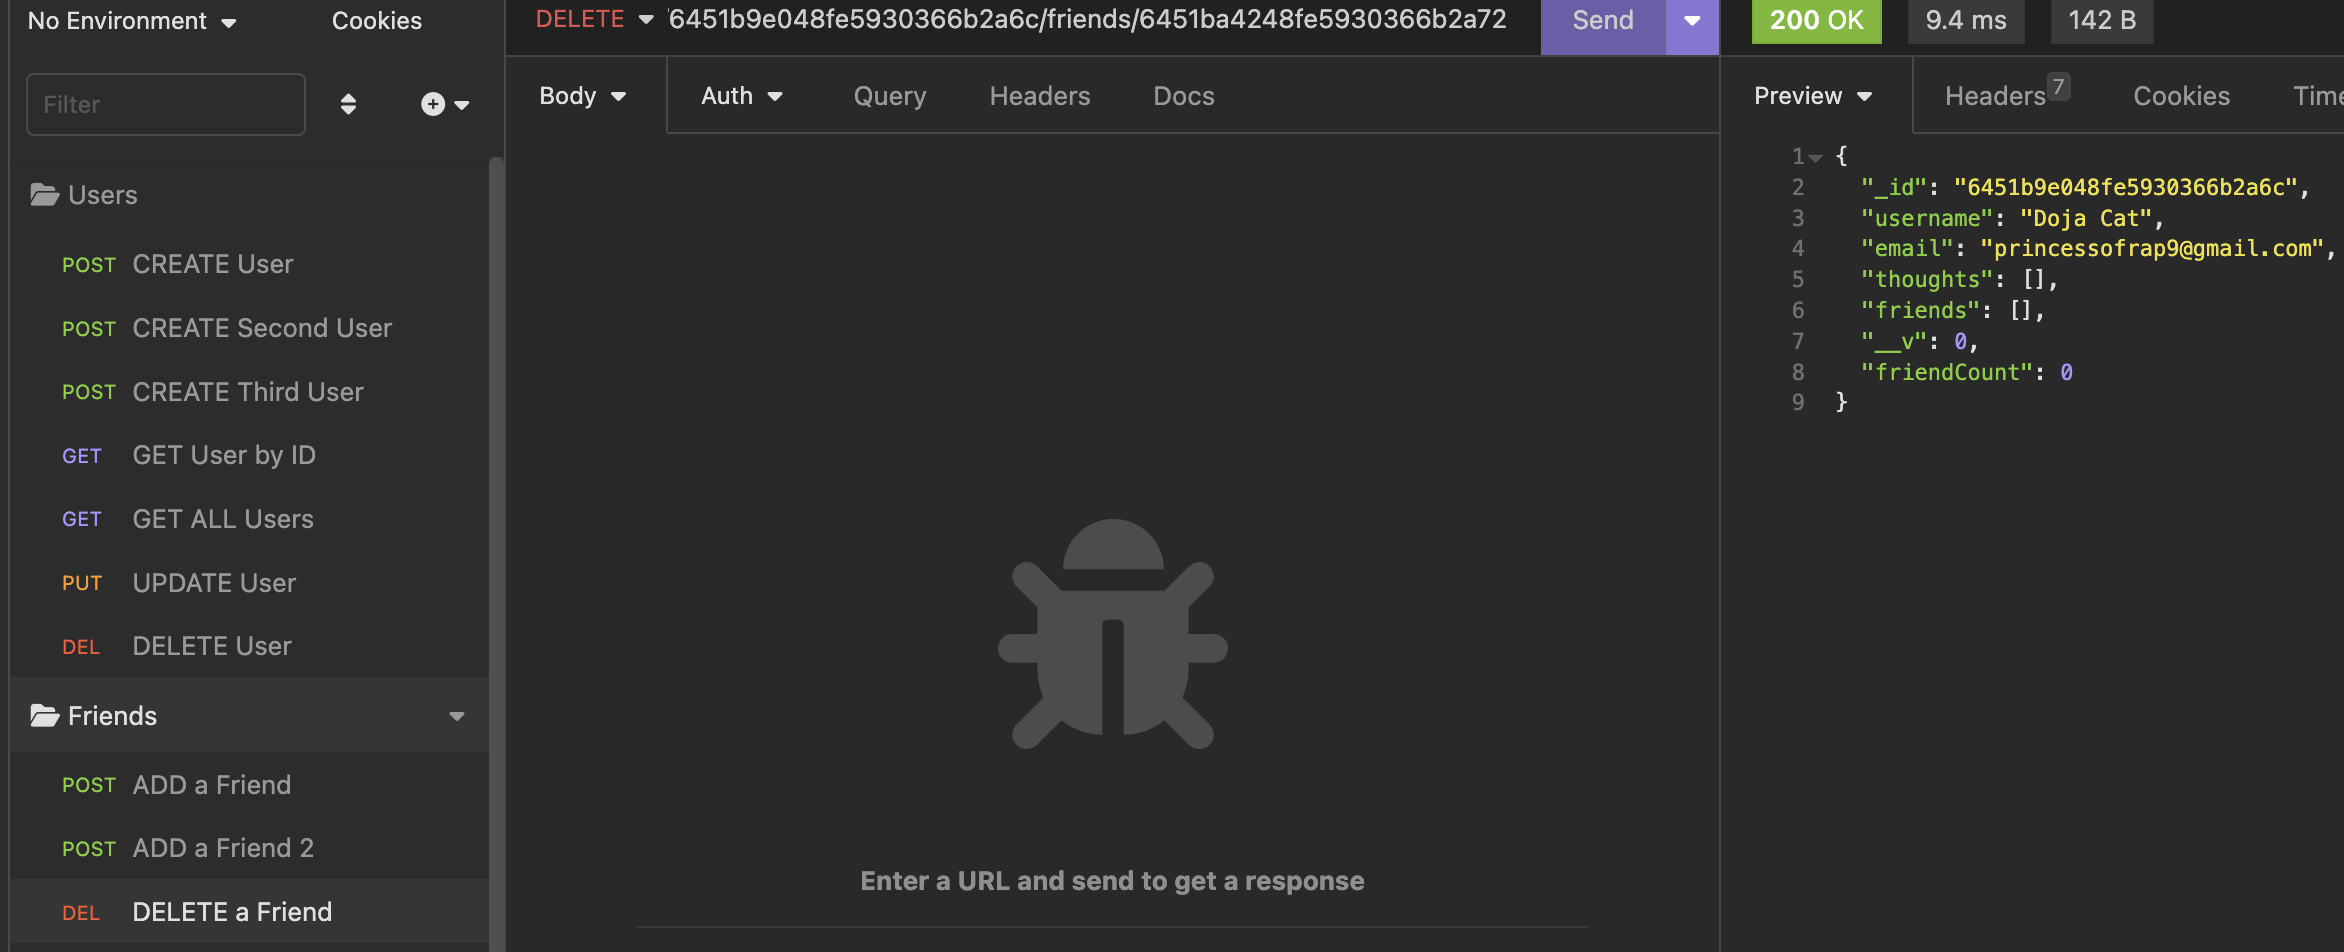 No Environment
Cookies
Filter
Users
POST CREATE User
POST CREATE Second User
POST CREATE Third User
GET GET User by ID
GET GET ALL Users
PUT UPDATE User
DEL DELETE User
Friends
POST ADD a Friend
POST ADD a Friend 2
DEL DELETE a Friend
DELETE /6451b9e048fe5930366b2a6c/friends/6451ba4248fe5930366b2a72
Send
Body Auth Query Headers Docs
Enter a URL and send to get a response
200 OK 9.4 ms 142 B
Preview Headers 7 Cookies Time
1 {
2 "_id": "6451b9e048fe5930366b2a6c",
3 "username": "Doja Cat",
4 "email": "princessofrap9@gmail.com",
5 "thoughts": [],
6 "friends": [],
7 "__v": 0,
8 "friendCount": 0
9 }